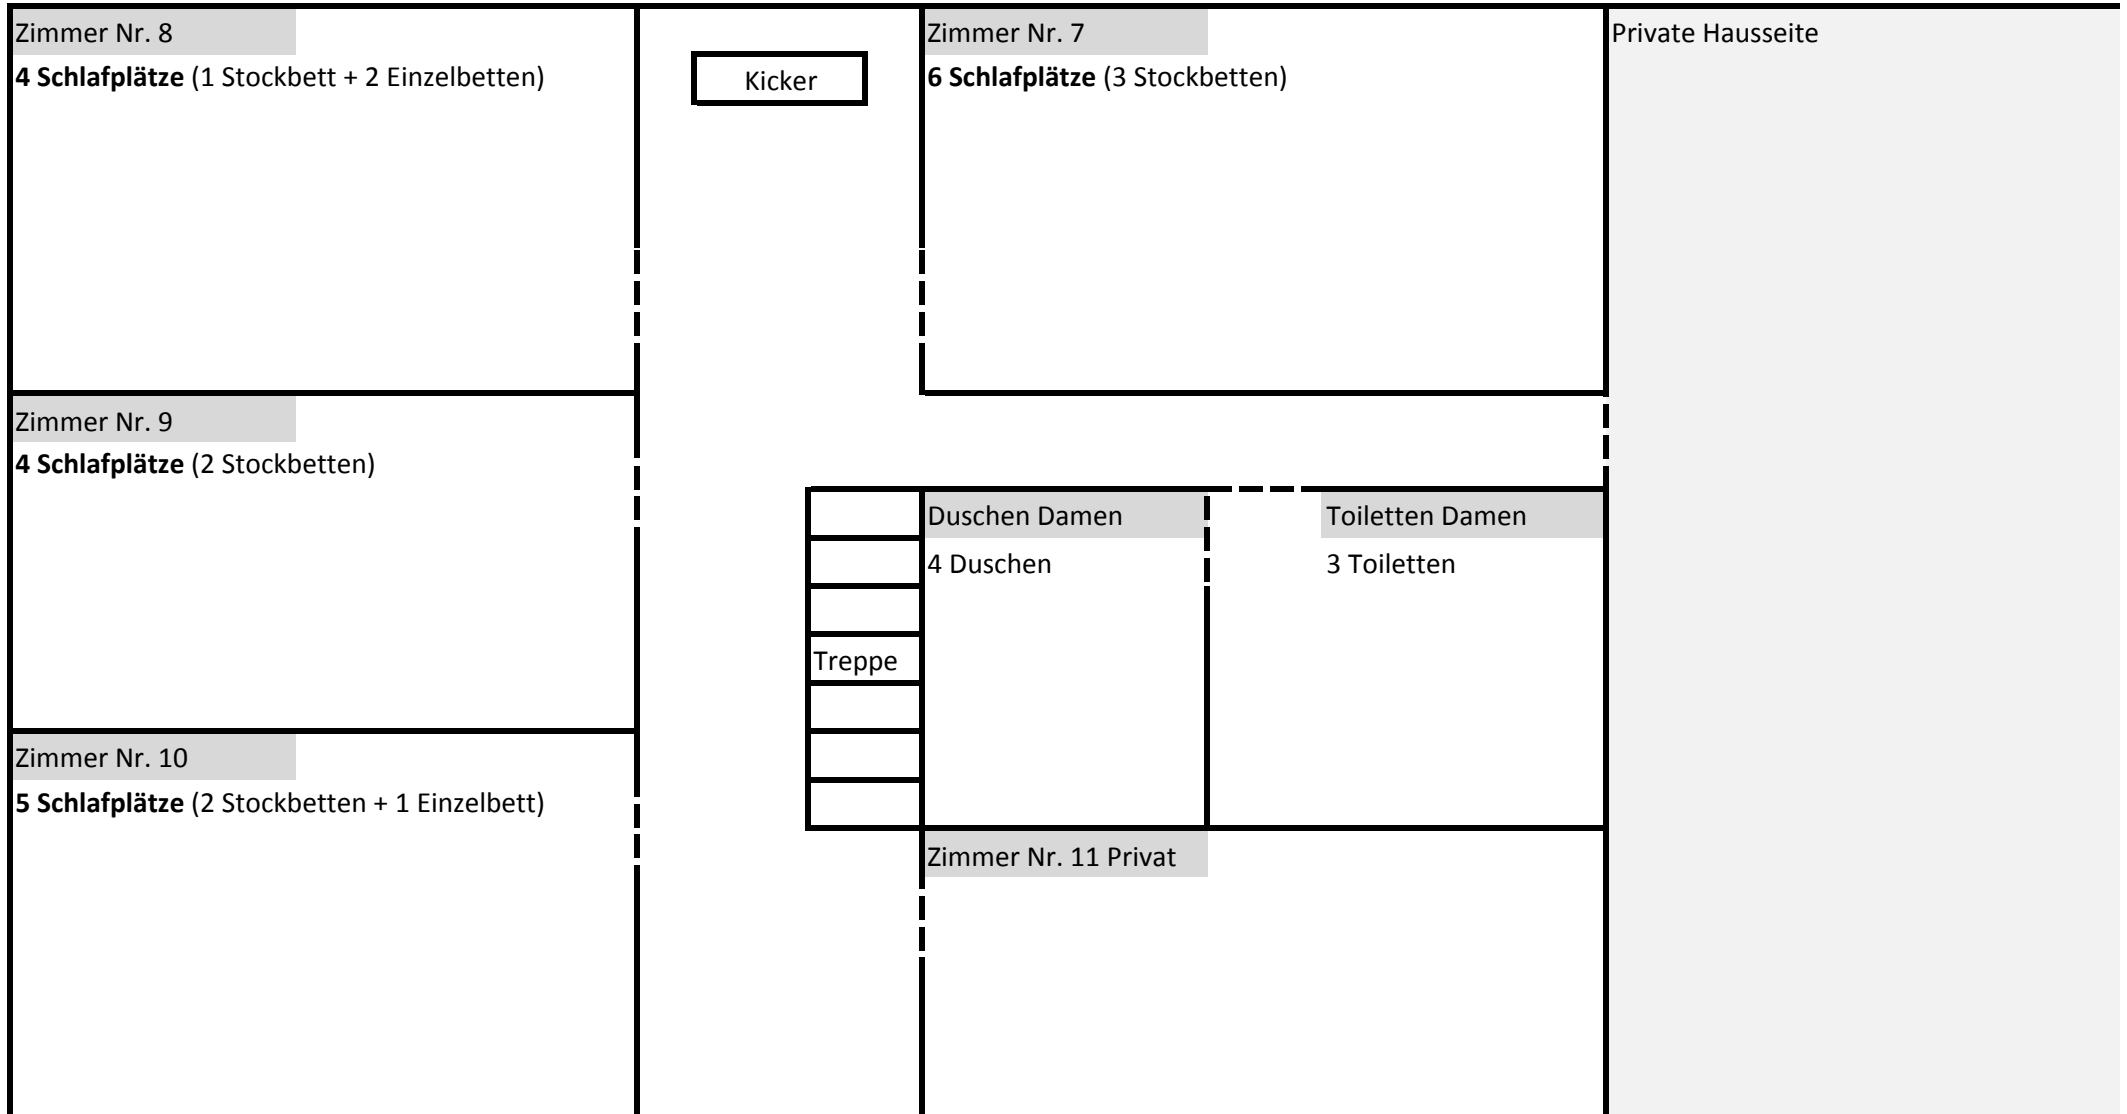 Zimmer Nr. 8
4 Schlafplätze (1 Stockbett + 2 Einzelbetten)
Kicker
Zimmer Nr. 7
6 Schlafplätze (3 Stockbetten)
Private Hausseite
Zimmer Nr. 9
4 Schlafplätze (2 Stockbetten)
Duschen Damen
4 Duschen
Toiletten Damen
3 Toiletten
Treppe
Zimmer Nr. 10
5 Schlafplätze (2 Stockbetten + 1 Einzelbett)
Zimmer Nr. 11 Privat